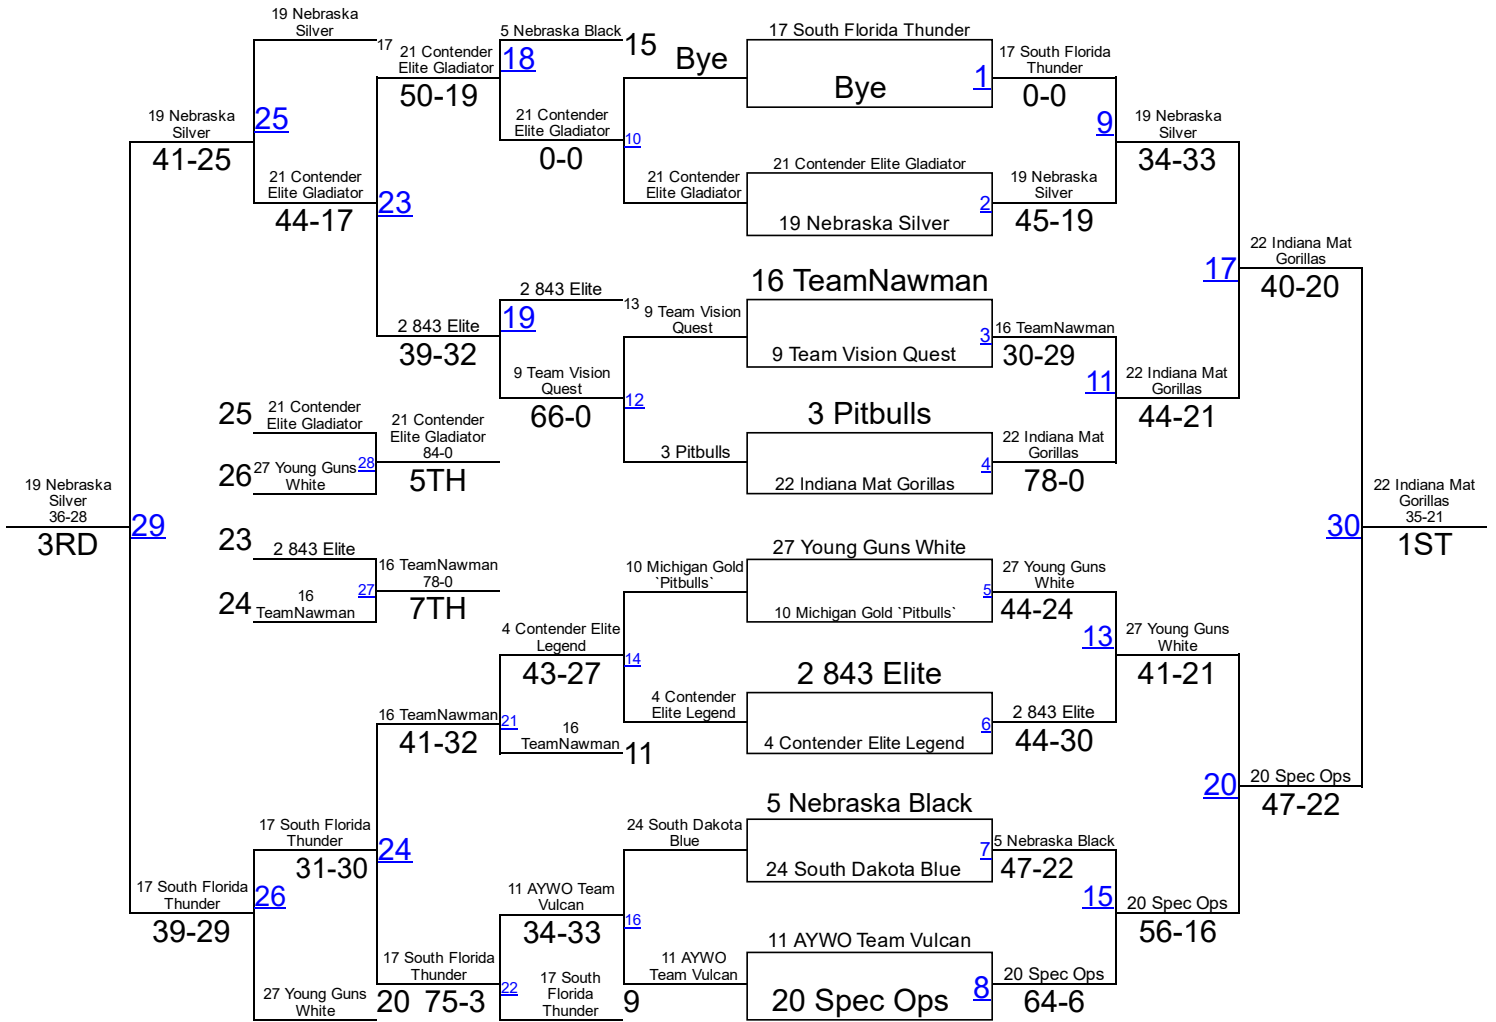 19 Nebraska
Silver
17
21 Contender
Elite Gladiator
50-19
5 Nebraska Black
15
18
Bye
17 South Florida Thunder
Bye
1
17 South Florida
Thunder
0-0
19 Nebraska
Silver
41-25
25
21 Contender
Elite Gladiator
44-17
23
21 Contender
Elite Gladiator
0-0
10
21 Contender
Elite Gladiator
21 Contender Elite Gladiator
19 Nebraska Silver
2
19 Nebraska
Silver
45-19
9
19 Nebraska
Silver
34-33
2 843 Elite
39-32
2 843 Elite
13
19
9 Team Vision
Quest
66-0
12
9 Team Vision
Quest
16 TeamNawman
9 Team Vision Quest
3
16 TeamNawman
30-29
17
22 Indiana Mat
Gorillas
40-20
3 Pitbulls
3 Pitbulls
22 Indiana Mat Gorillas
4
22 Indiana Mat
Gorillas
78-0
11
22 Indiana Mat
Gorillas
44-21
25
21 Contender
Elite Gladiator
26
27 Young Guns
White
28
21 Contender
Elite Gladiator
84-0
5TH
19 Nebraska
Silver
36-28
3RD
29
23
2 843 Elite
24
16
TeamNawman
27
16 TeamNawman
78-0
7TH
30
22 Indiana Mat
Gorillas
35-21
1ST
10 Michigan Gold
`Pitbulls`
27 Young Guns White
10 Michigan Gold `Pitbulls`
5
27 Young Guns
White
44-24
4 Contender Elite
Legend
43-27
14
13
27 Young Guns
White
41-21
16 TeamNawman
41-32
21
16
TeamNawman
11
4 Contender
Elite Legend
2 843 Elite
4 Contender Elite Legend
6
2 843 Elite
44-30
20
20 Spec Ops
47-22
17 South Florida
Thunder
31-30
24
24 South Dakota
Blue
5 Nebraska Black
24 South Dakota Blue
7
5 Nebraska Black
47-22
17 South Florida
Thunder
39-29
26
11 AYWO Team
Vulcan
34-33
16
15
20 Spec Ops
56-16
27 Young Guns
White
20
17 South Florida
Thunder
75-3
22
17 South
Florida
Thunder
9
11 AYWO
Team Vulcan
11 AYWO Team Vulcan
20 Spec Ops
8
20 Spec Ops
64-6